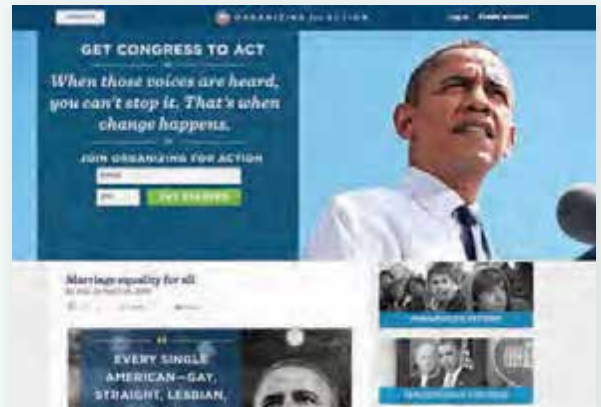 ORGANIZING for ACTION
Log in Create account
GET CONGRESS TO ACT
When those voices are heard,
you can't stop it. That's when
change happens.
JOIN ORGANIZING FOR ACTION
GET STARTED
Marriage equality for all
EVERY SINGLE
AMERICAN—GAY,
STRAIGHT, LESBIAN,